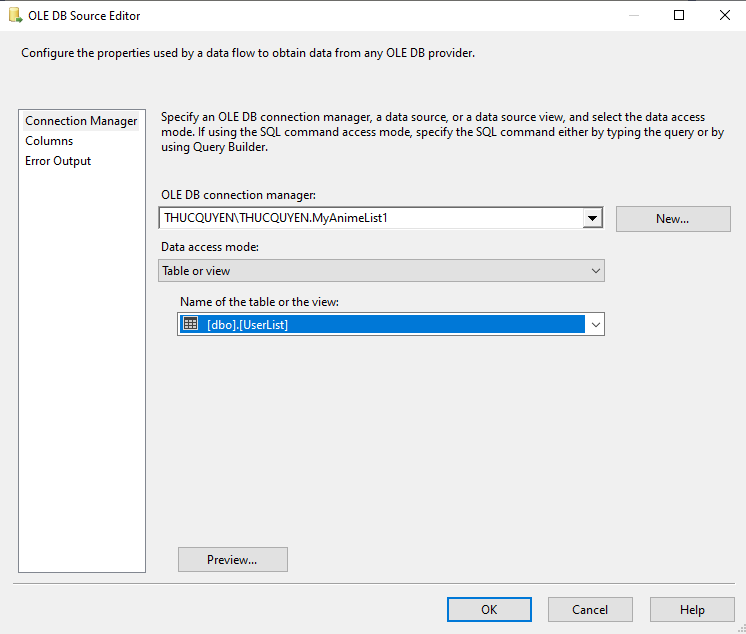 OLE DB Source Editor
Configure the properties used by a data flow to obtain data from any OLE DB provider.
Connection Manager
Columns
Error Output
Specify an OLE DB connection manager, a data source, or a data source view, and select the data access
mode. If using the SQL command access mode, specify the SQL command either by typing the query or by
using Query Builder.
OLE DB connection manager:
THUCQUYEN\THUCQUYEN.MyAnimeList1
New...
Data access mode:
Table or view
Name of the table or the view:
[dbo].[UserList]
Preview...
OK
Cancel
Help